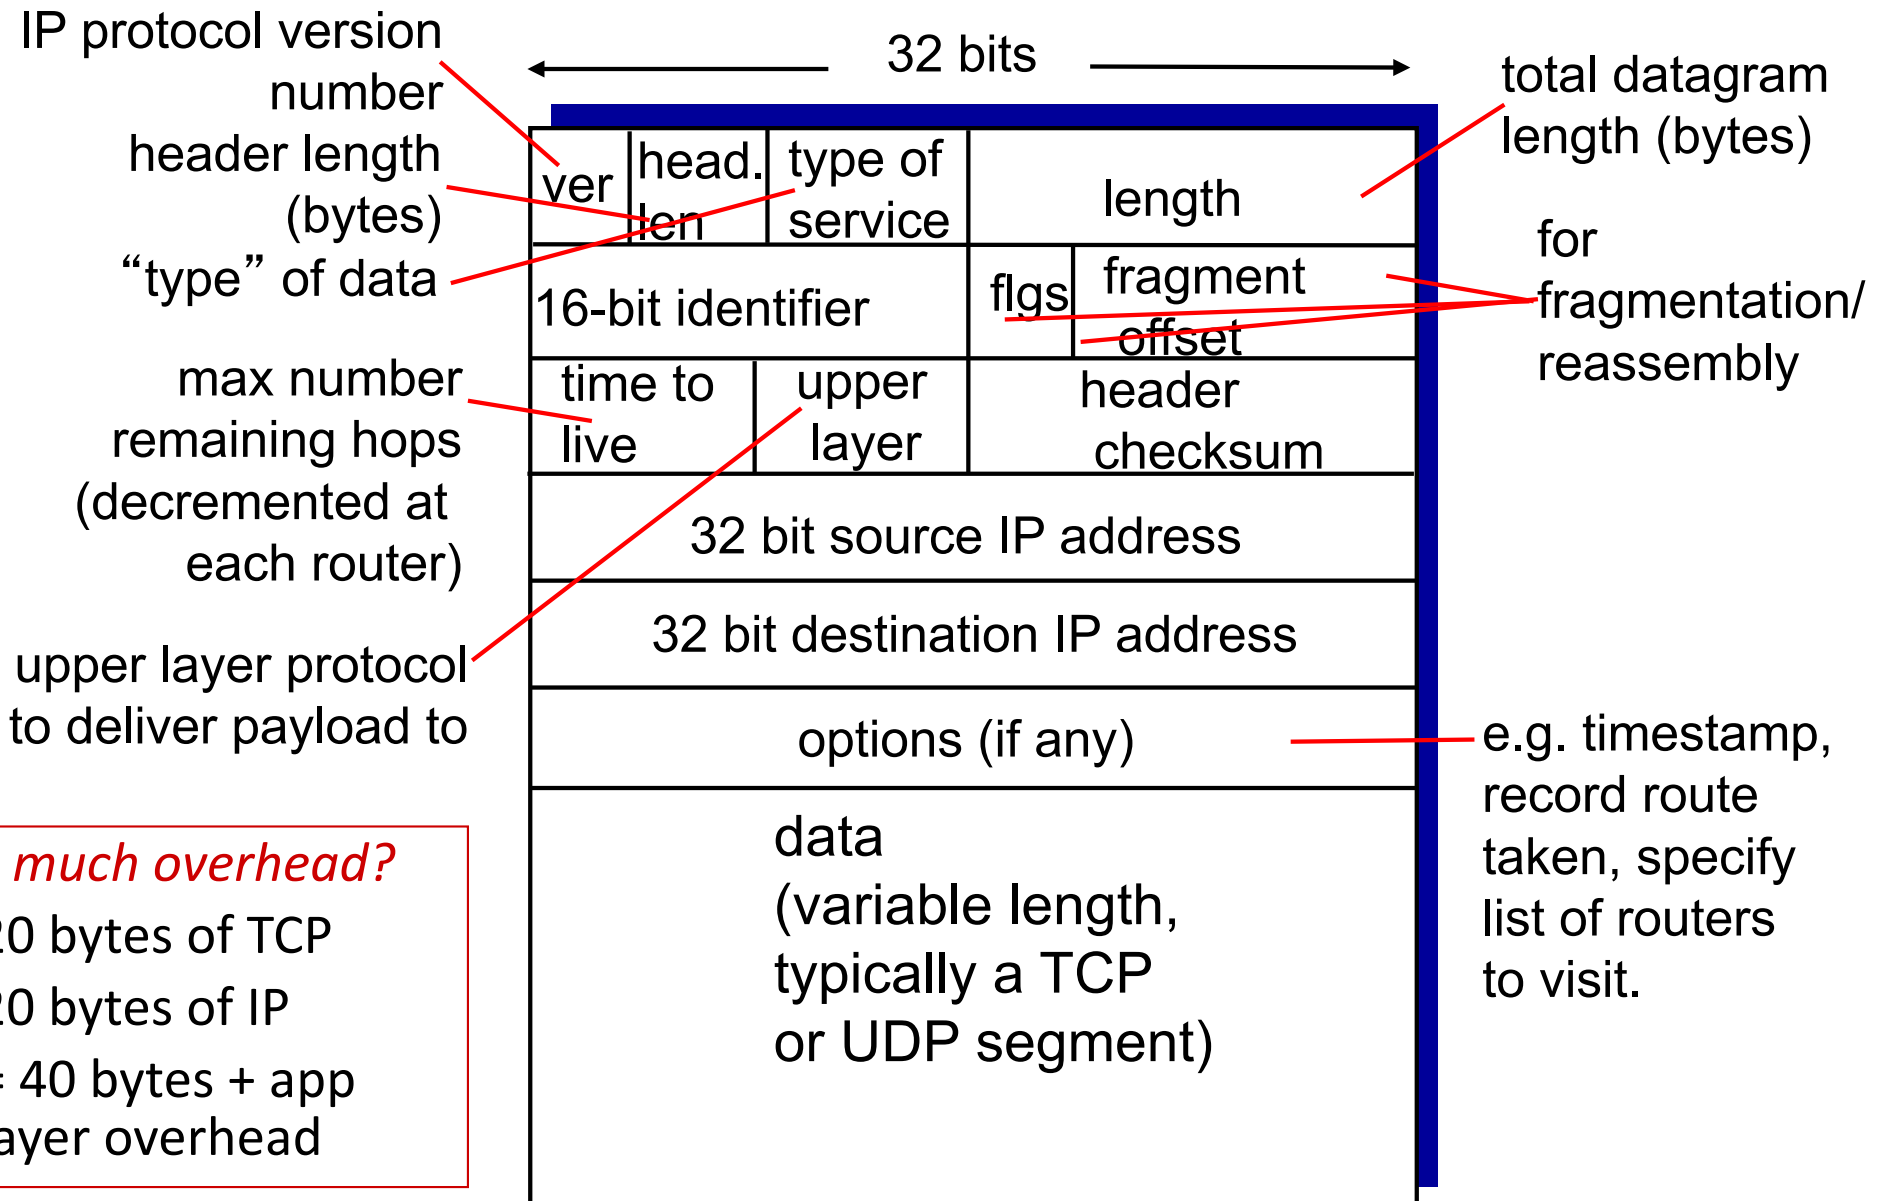 IP protocol version
number
header length
(bytes)
“type” of data
max number
remaining hops
(decremented at
each router)
upper layer protocol
to deliver payload to
much overhead?
20 bytes of TCP
20 bytes of IP
= 40 bytes + app
ayer overhead
32 bits
ver
head.
len
type of
service
length
16-bit identifier
flgs
fragment
offset
time to
live
upper
layer
header
checksum
32 bit source IP address
32 bit destination IP address
options (if any)
data
(variable length,
typically a TCP
or UDP segment)
total datagram
length (bytes)
for
fragmentation/
reassembly
e.g. timestamp,
record route
taken, specify
list of routers
to visit.